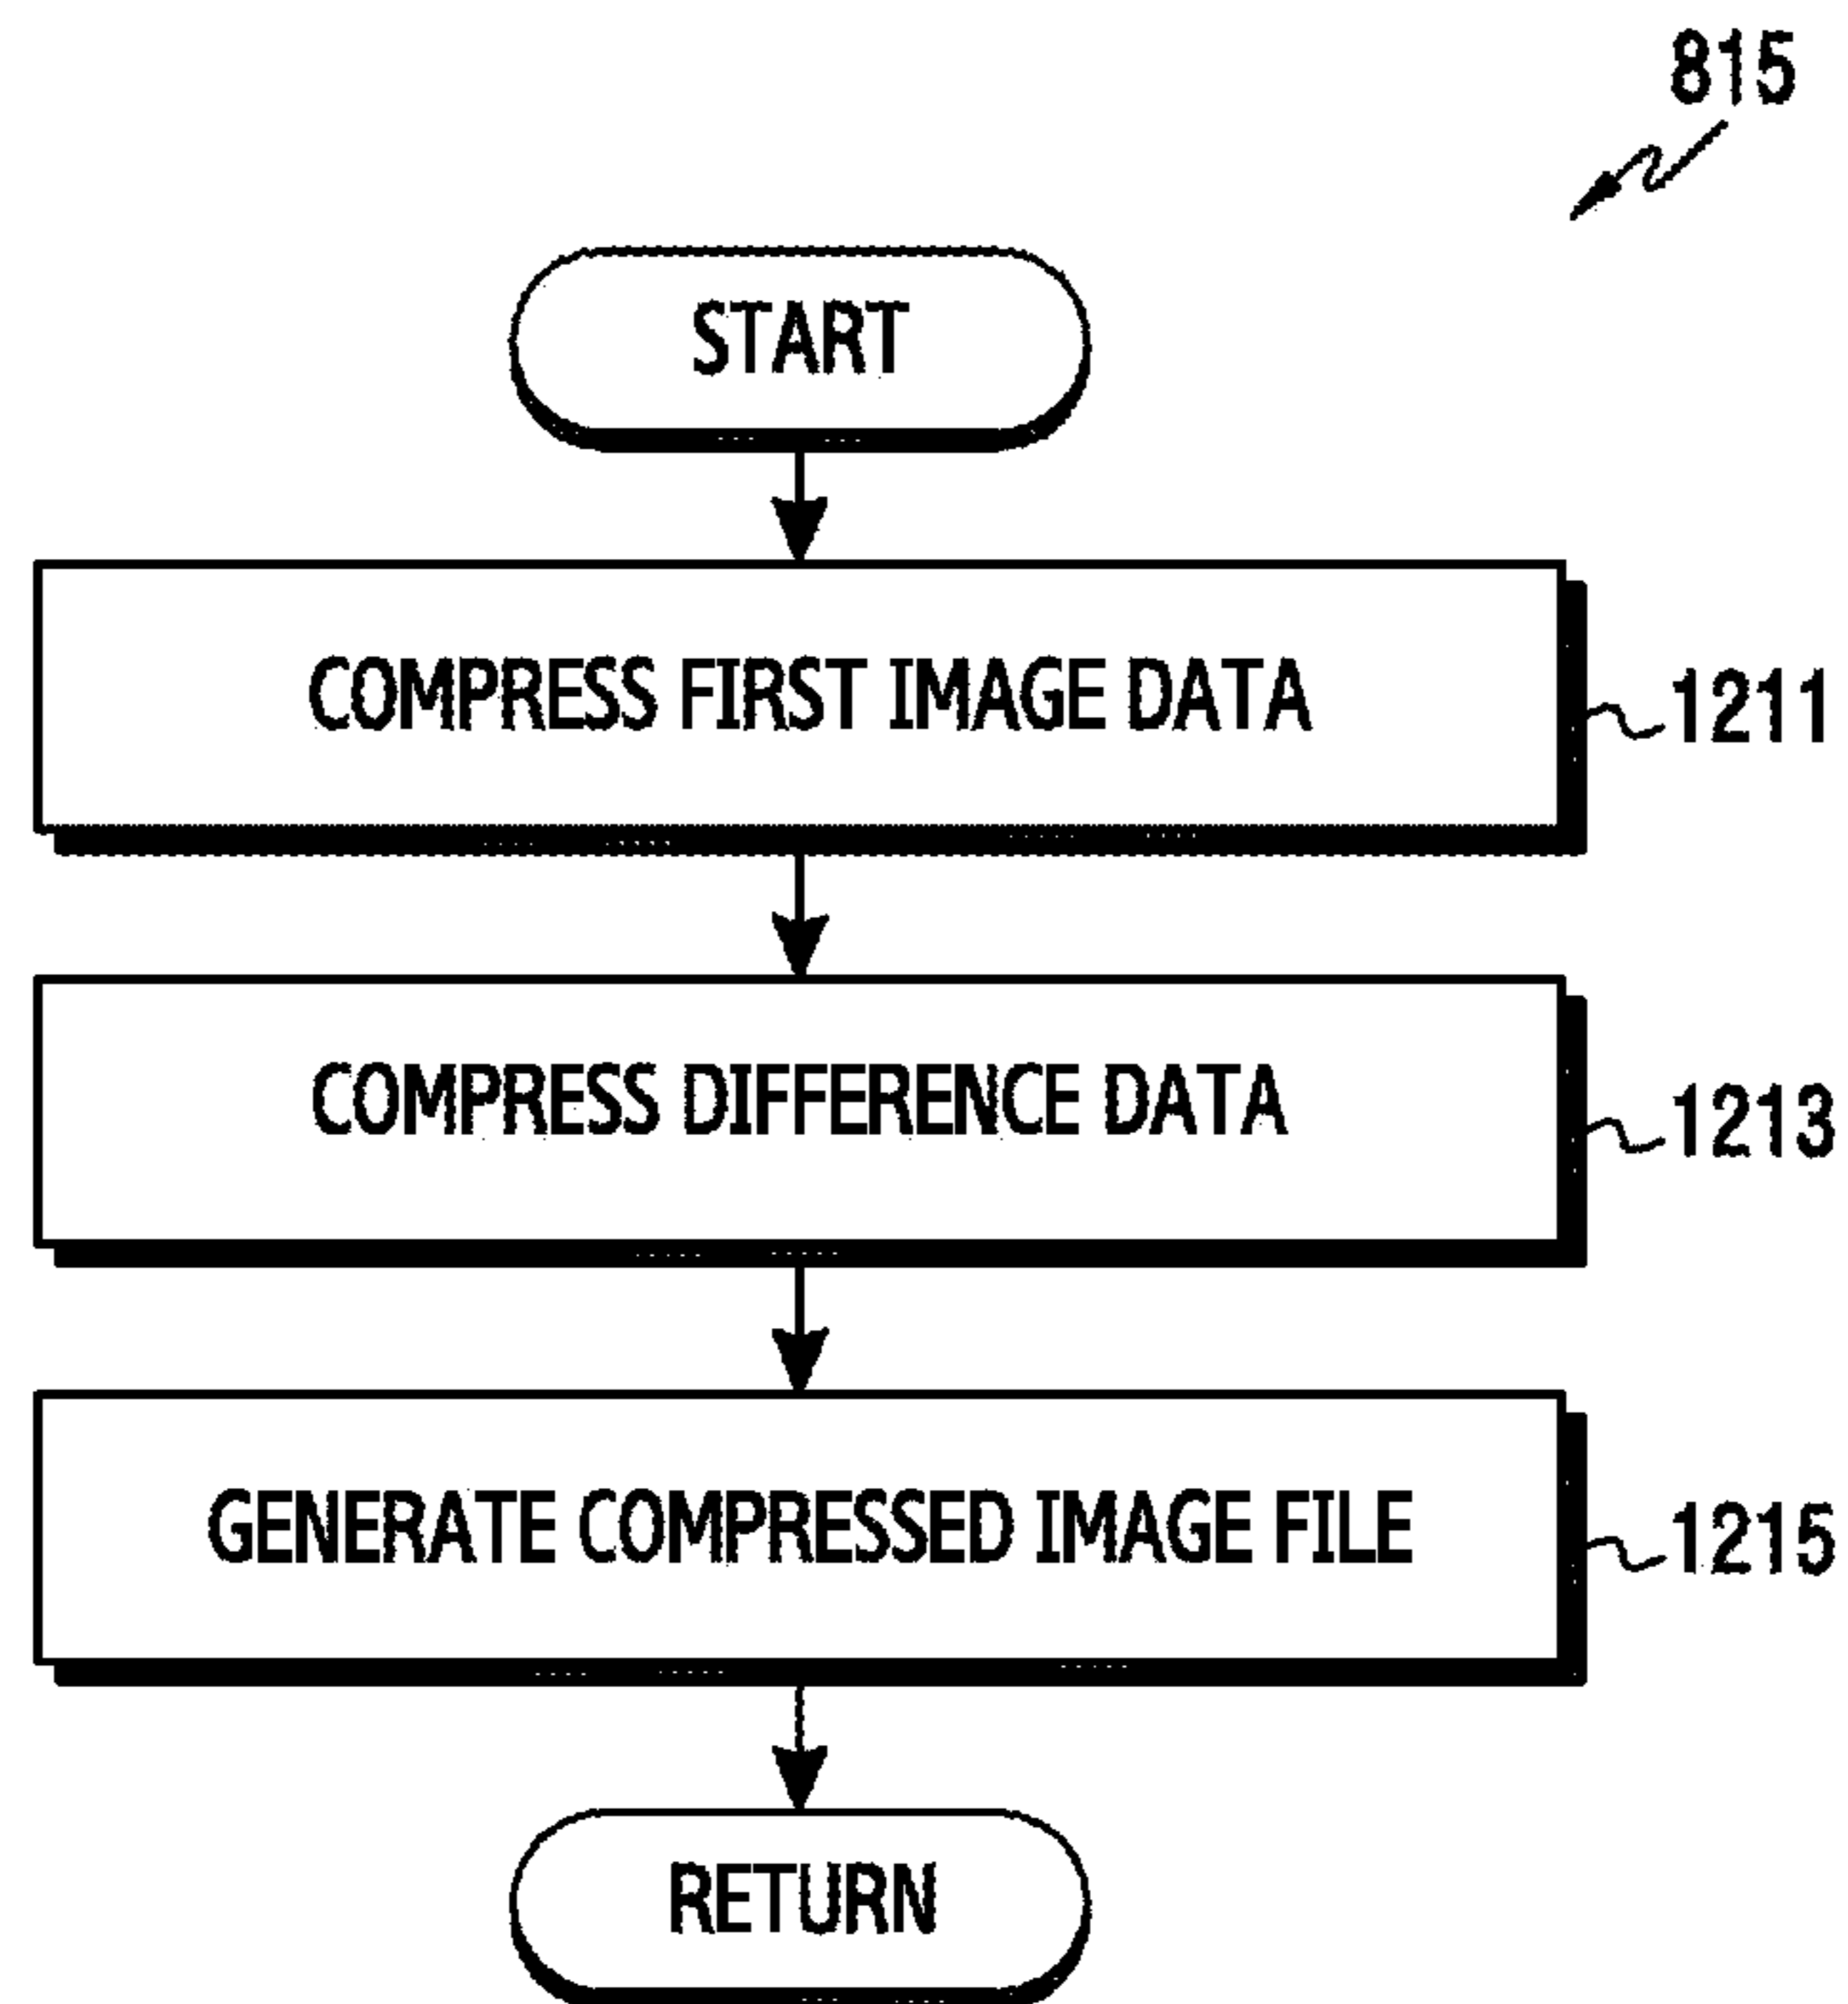 815
START
COMPRESS FIRST IMAGE DATA
1211
COMPRESS DIFFERENCE DATA
1213
GENERATE COMPRESSED IMAGE FILE
1215
RETURN